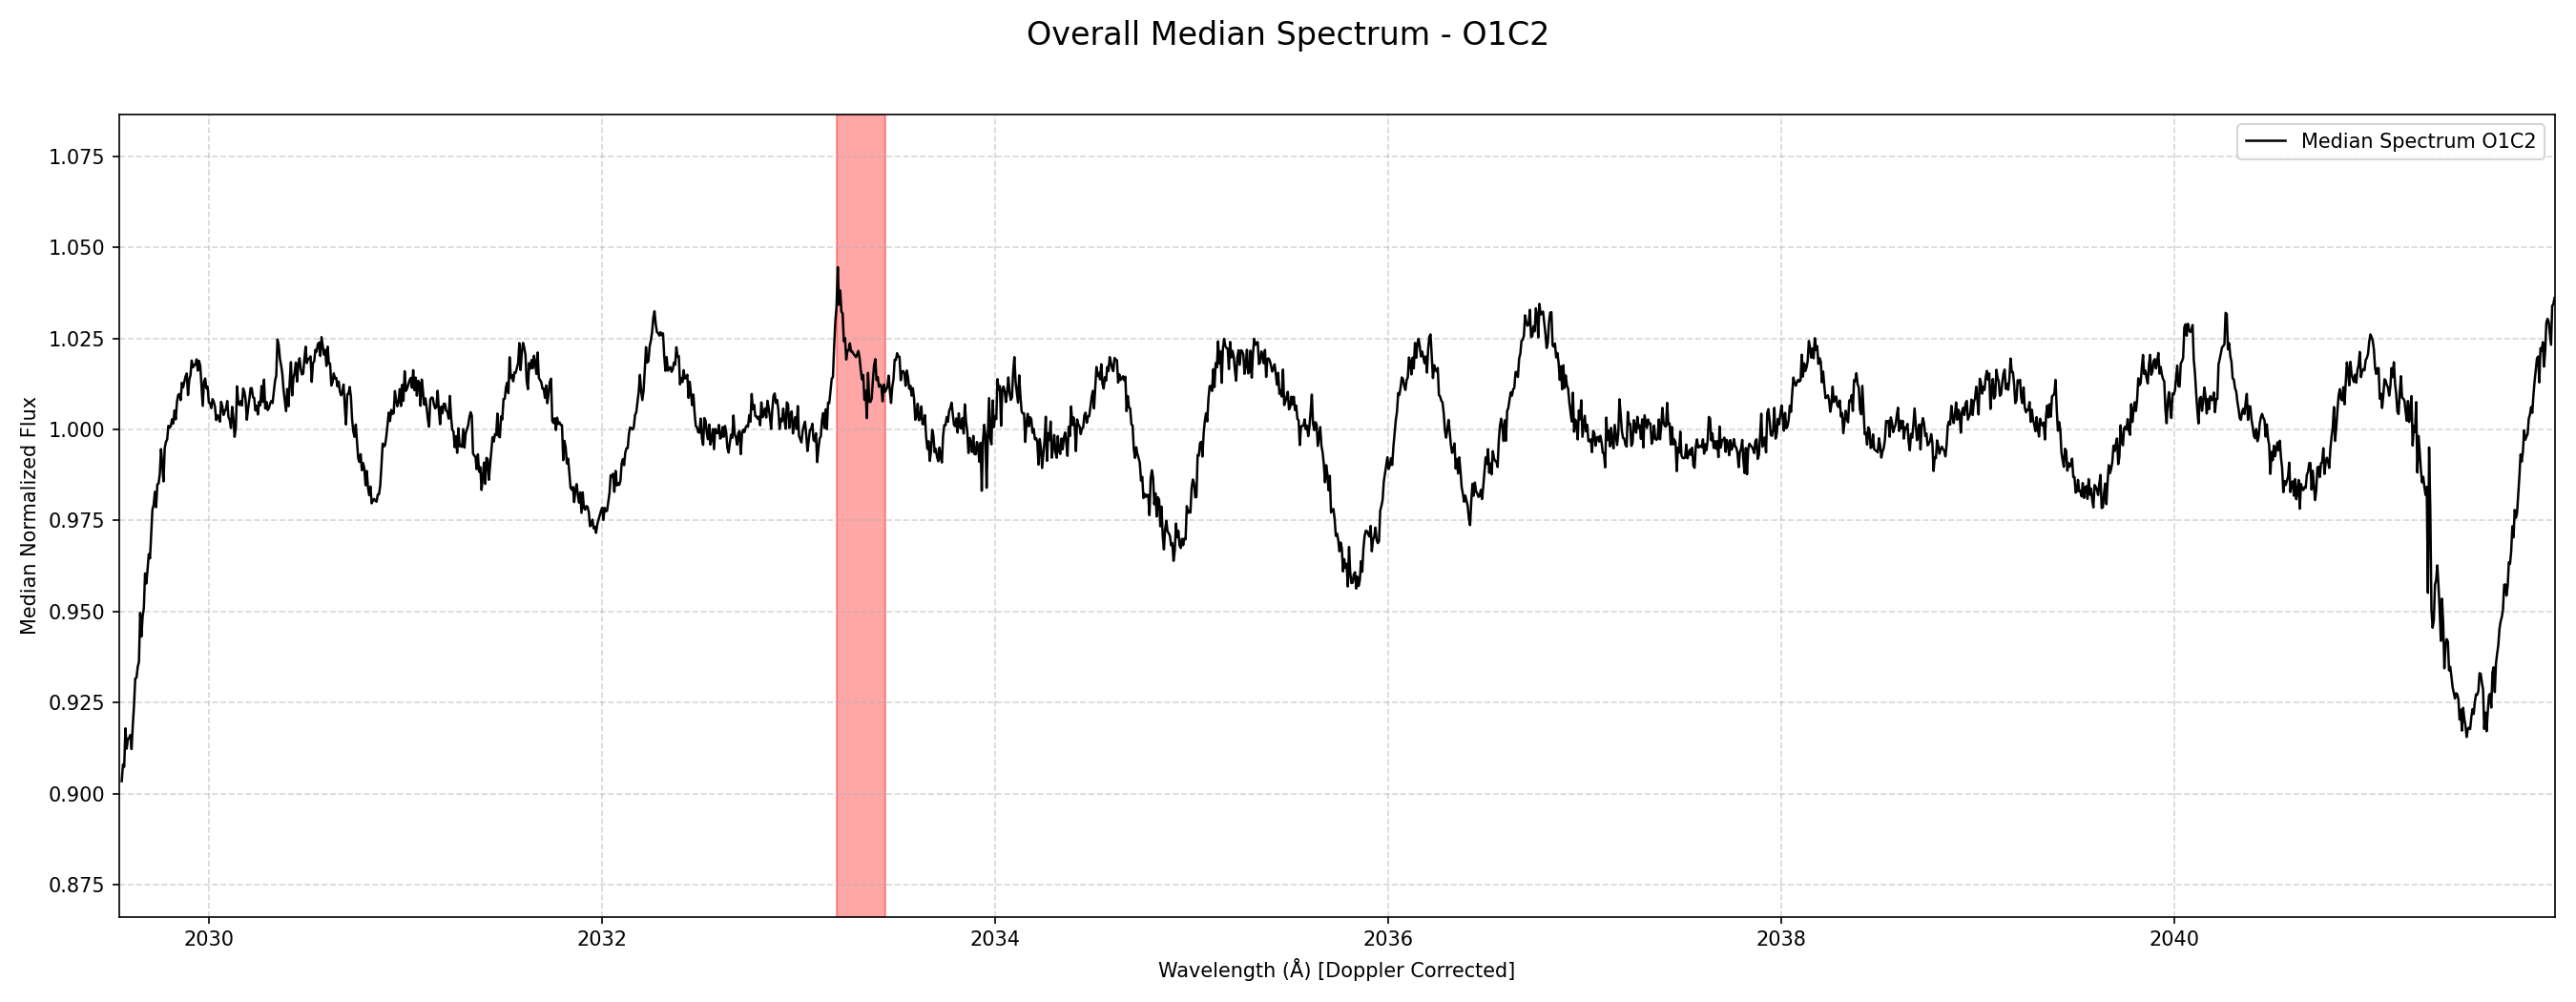 Overall Median Spectrum - O1C2
Median Spectrum O1C2
1.075
1.050
1.025
1.000
0.975
0.950
0.925
0.900
0.875
Median Normalized Flux
2030 2032 2034 2036 2038 2040
Wavelength (Å) [Doppler Corrected]